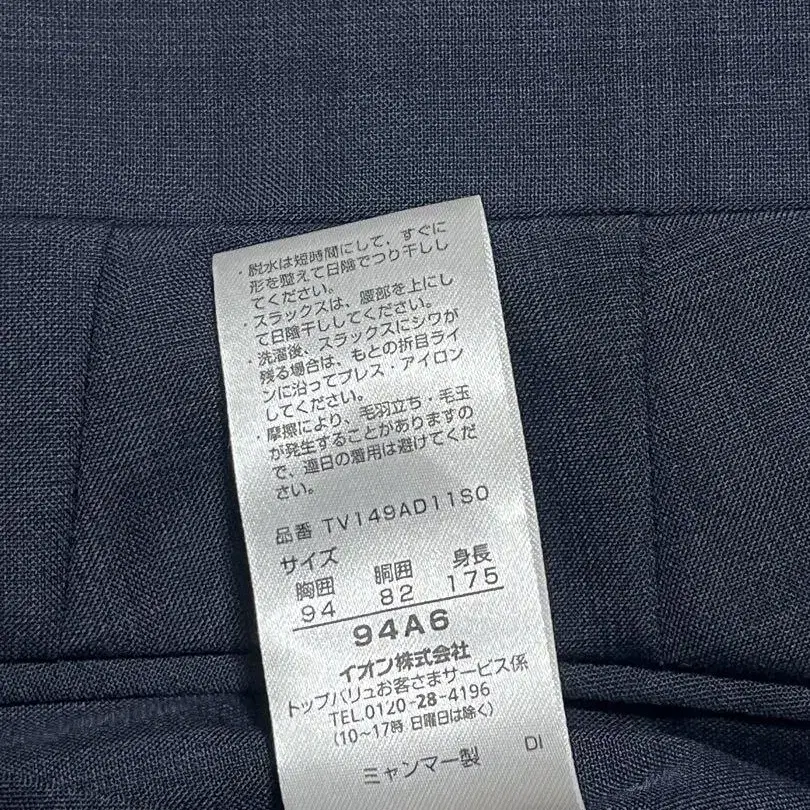 ・脱水は短時間にして、すぐに
形を整えて日陰でつり干しし
てください。
・スラックスは、腰部を上にし
て日陰干ししてください。
・洗濯後、スラックスにシワが
残る場合は、もとの折目ライ
ンに沿ってプレス・アイロン
してください。
・摩擦により、毛羽立ち・毛玉
が発生することがありますの
で、連日の着用は避けてくだ
さい。
品番 TV149AD11SO
サイズ
胸囲 胴囲 身長
94 82 175
94A6
イオン株式会社
トップバリュお客さまサービス係
TEL.0120-28-4196
(10~17時 日曜日は除く)
ミャンマー製 DI